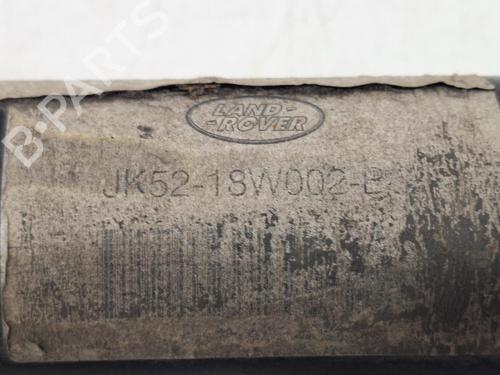 LAND-
-ROVER
JK52-18W002-B
B-PARTS